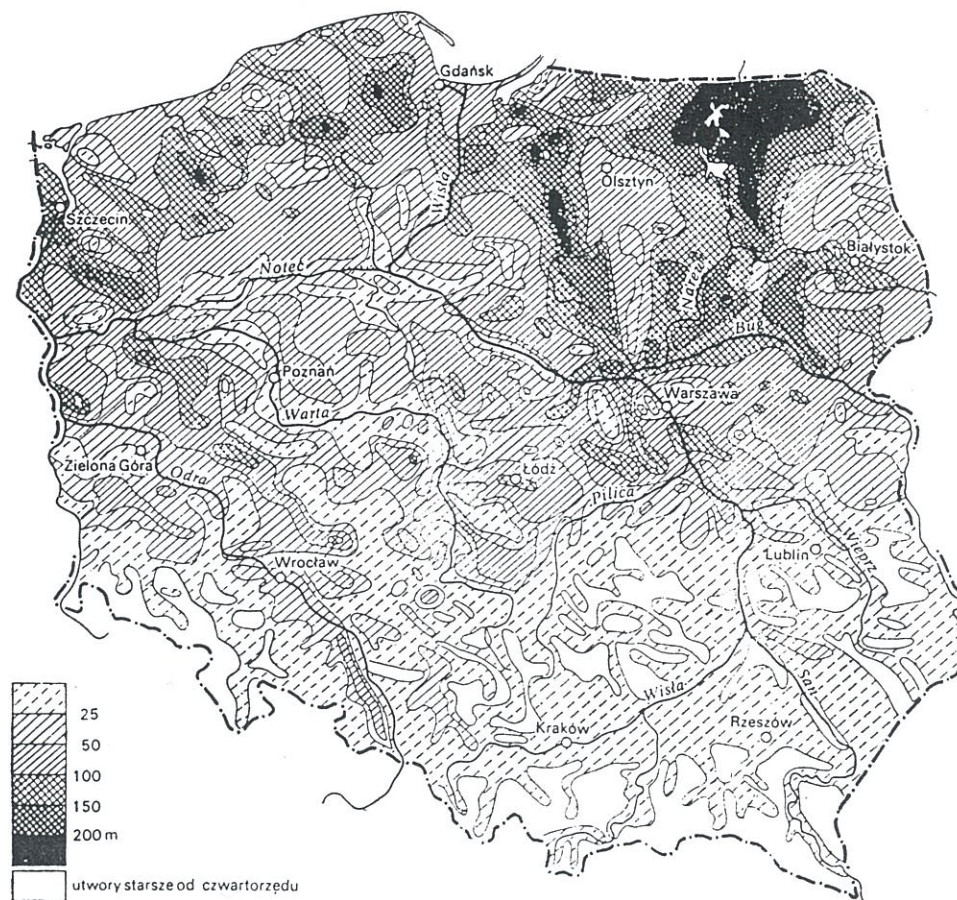 Gdańsk
Olsztyn
Szczecin
Wisła
Białystok
Noteć
Narew
Bug
Poznań
Warszawa
Warta
Zielona Góra
Odra
Łódź
Pilica
Wrocław
Lublin
Wieprz
Wisła
San
Kraków
Rzeszów
25
50
100
150
200 m
utwory starsze od czwartorzędu